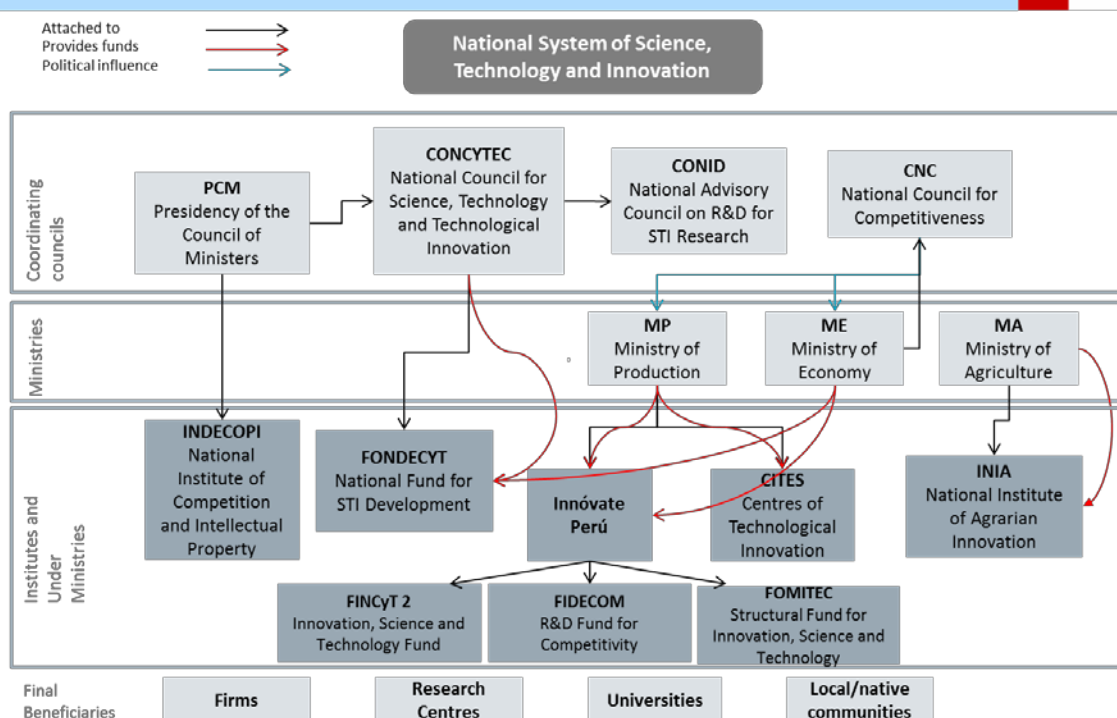 Attached to
Provides funds
Political influence
National System of Science,
Technology and Innovation
Coordinating
councils
PCM
Presidency of the
Council of
Ministers
CONCYTEC
National Council for
Science, Technology
and Technological
Innovation
CONID
National Advisory
Council on R&D for
STI Research
CNC
National Council for
Competitiveness
Ministries
MP
Ministry of
Production
ME
Ministry of
Economy
MA
Ministry of
Agriculture
Institutes and
Under
Ministries
INDECOPI
National
Institute of
Competition
and Intellectual
Property
FONDECYT
National Fund for
STI Development
Innóvate
Perú
CITES
Centres of
Technological
Innovation
INIA
National Institute
of Agrarian
Innovation
FINCyT 2
Innovation, Science and
Technology Fund
FIDECOM
R&D Fund for
Competitivity
FOMITEC
Structural Fund for
Innovation, Science and
Technology
Final
Beneficiaries
Firms
Research
Centres
Universities
Local/native
communities